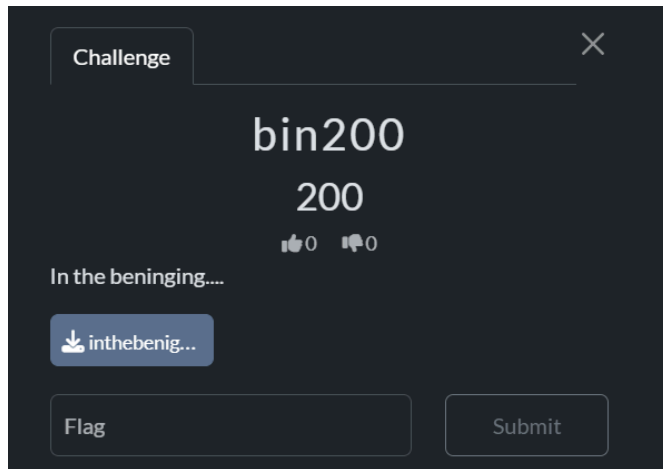 Challenge
bin200
200
0 0
In the beninging....
inthebenig...
Flag Submit